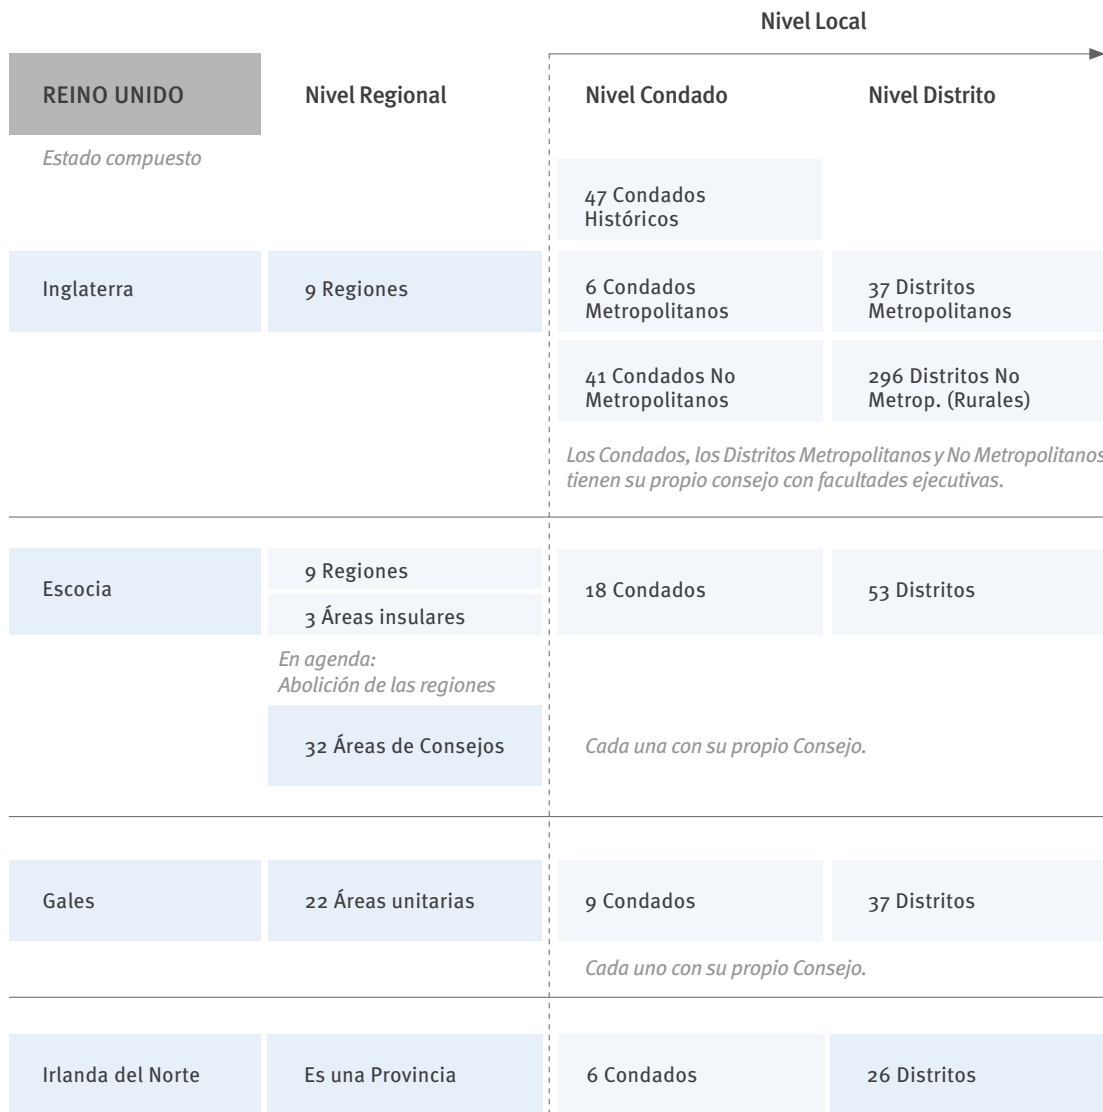 Nivel Local
REINO UNIDO
Nivel Regional
Nivel Condado
Nivel Distrito
Estado compuesto
47 Condados
Históricos
Inglaterra
9 Regiones
6 Condados
Metropolitanos
37 Distritos
Metropolitanos
41 Condados No
Metropolitanos
296 Distritos No
Metrop. (Rurales)
Los Condados, los Distritos Metropolitanos y No Metropolitanos
tienen su propio consejo con facultades ejecutivas.
Escocia
9 Regiones
3 Áreas insulares
18 Condados
53 Distritos
En agenda:
Abolición de las regiones
32 Áreas de Consejos
Cada una con su propio Consejo.
Gales
22 Áreas unitarias
9 Condados
37 Distritos
Cada uno con su propio Consejo.
Irlanda del Norte
Es una Provincia
6 Condados
26 Distritos